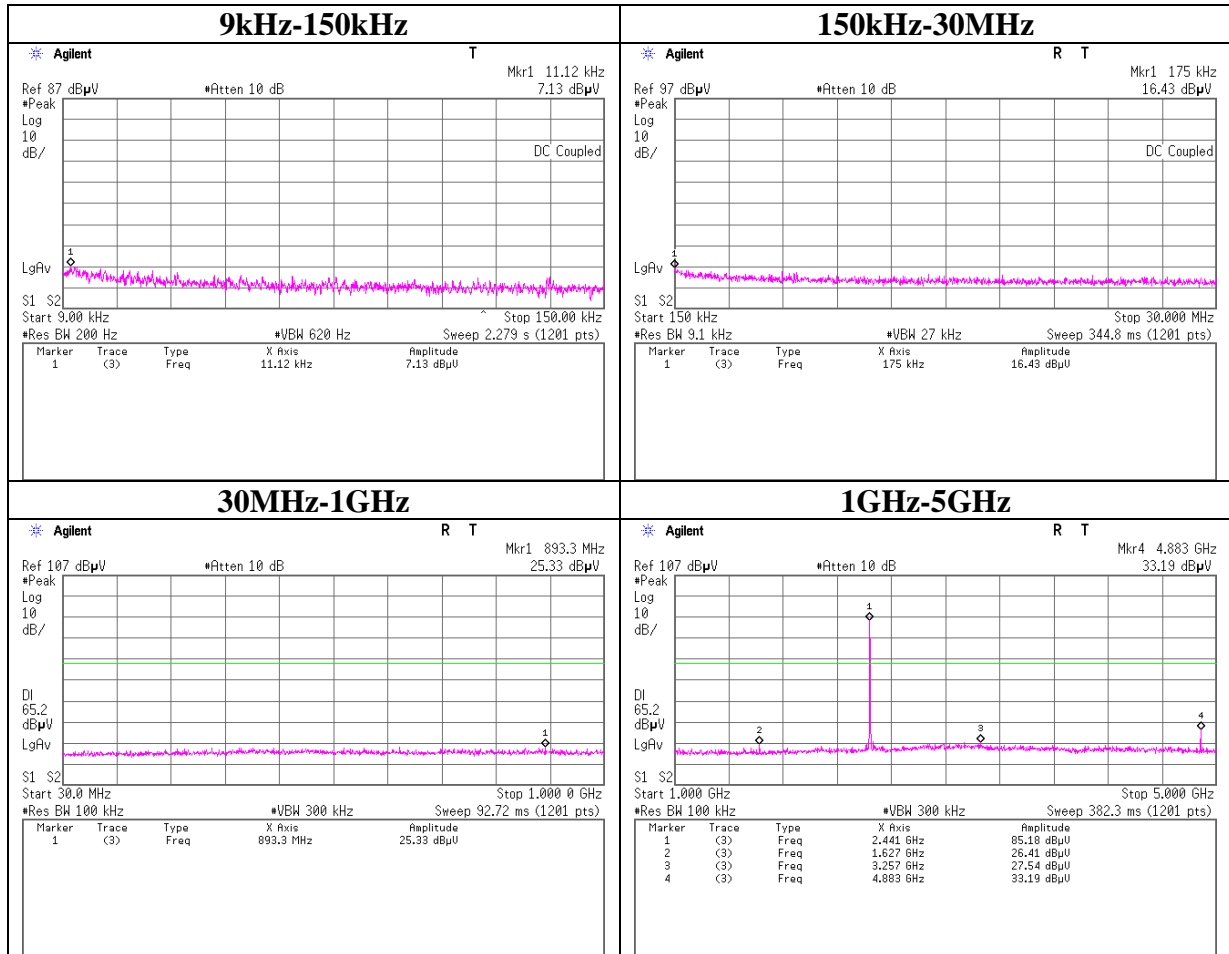 9kHz-150kHz
Agilent T
Mkr1 11.12 kHz
Ref 87 dBµV #Atten 10 dB 7.13 dBµV
#Peak
Log
10
dB/
DC Coupled
1
LgAv
S1 S2
Start 9.00 kHz ^ Stop 150.00 kHz
#Res BW 200 Hz #VBW 620 Hz Sweep 2.279 s (1201 pts)
Marker Trace Type X Axis Amplitude
1 (3) Freq 11.12 kHz 7.13 dBµV
150kHz-30MHz
Agilent R T
Mkr1 175 kHz
Ref 97 dBµV #Atten 10 dB 16.43 dBµV
#Peak
Log
10
dB/
DC Coupled
1
LgAv
S1 S2
Start 150 kHz Stop 30.000 MHz
#Res BW 9.1 kHz #VBW 27 kHz Sweep 344.8 ms (1201 pts)
Marker Trace Type X Axis Amplitude
1 (3) Freq 175 kHz 16.43 dBµV
30MHz-1GHz
Agilent R T
Mkr1 893.3 MHz
Ref 107 dBµV #Atten 10 dB 25.33 dBµV
#Peak
Log
10
dB/
DI
65.2
dBµV
1
LgAv
S1 S2
Start 30.0 MHz Stop 1.000 0 GHz
#Res BW 100 kHz #VBW 300 kHz Sweep 92.72 ms (1201 pts)
Marker Trace Type X Axis Amplitude
1 (3) Freq 893.3 MHz 25.33 dBµV
1GHz-5GHz
Agilent R T
Mkr4 4.883 GHz
Ref 107 dBµV #Atten 10 dB 33.19 dBµV
#Peak
Log
10
dB/
1
DI
65.2
dBµV
4
2 3
LgAv
S1 S2
Start 1.000 GHz Stop 5.000 GHz
#Res BW 100 kHz #VBW 300 kHz Sweep 382.3 ms (1201 pts)
Marker Trace Type X Axis Amplitude
1 (3) Freq 2.441 GHz 85.18 dBµV
2 (3) Freq 1.627 GHz 26.41 dBµV
3 (3) Freq 3.257 GHz 27.54 dBµV
4 (3) Freq 4.883 GHz 33.19 dBµV